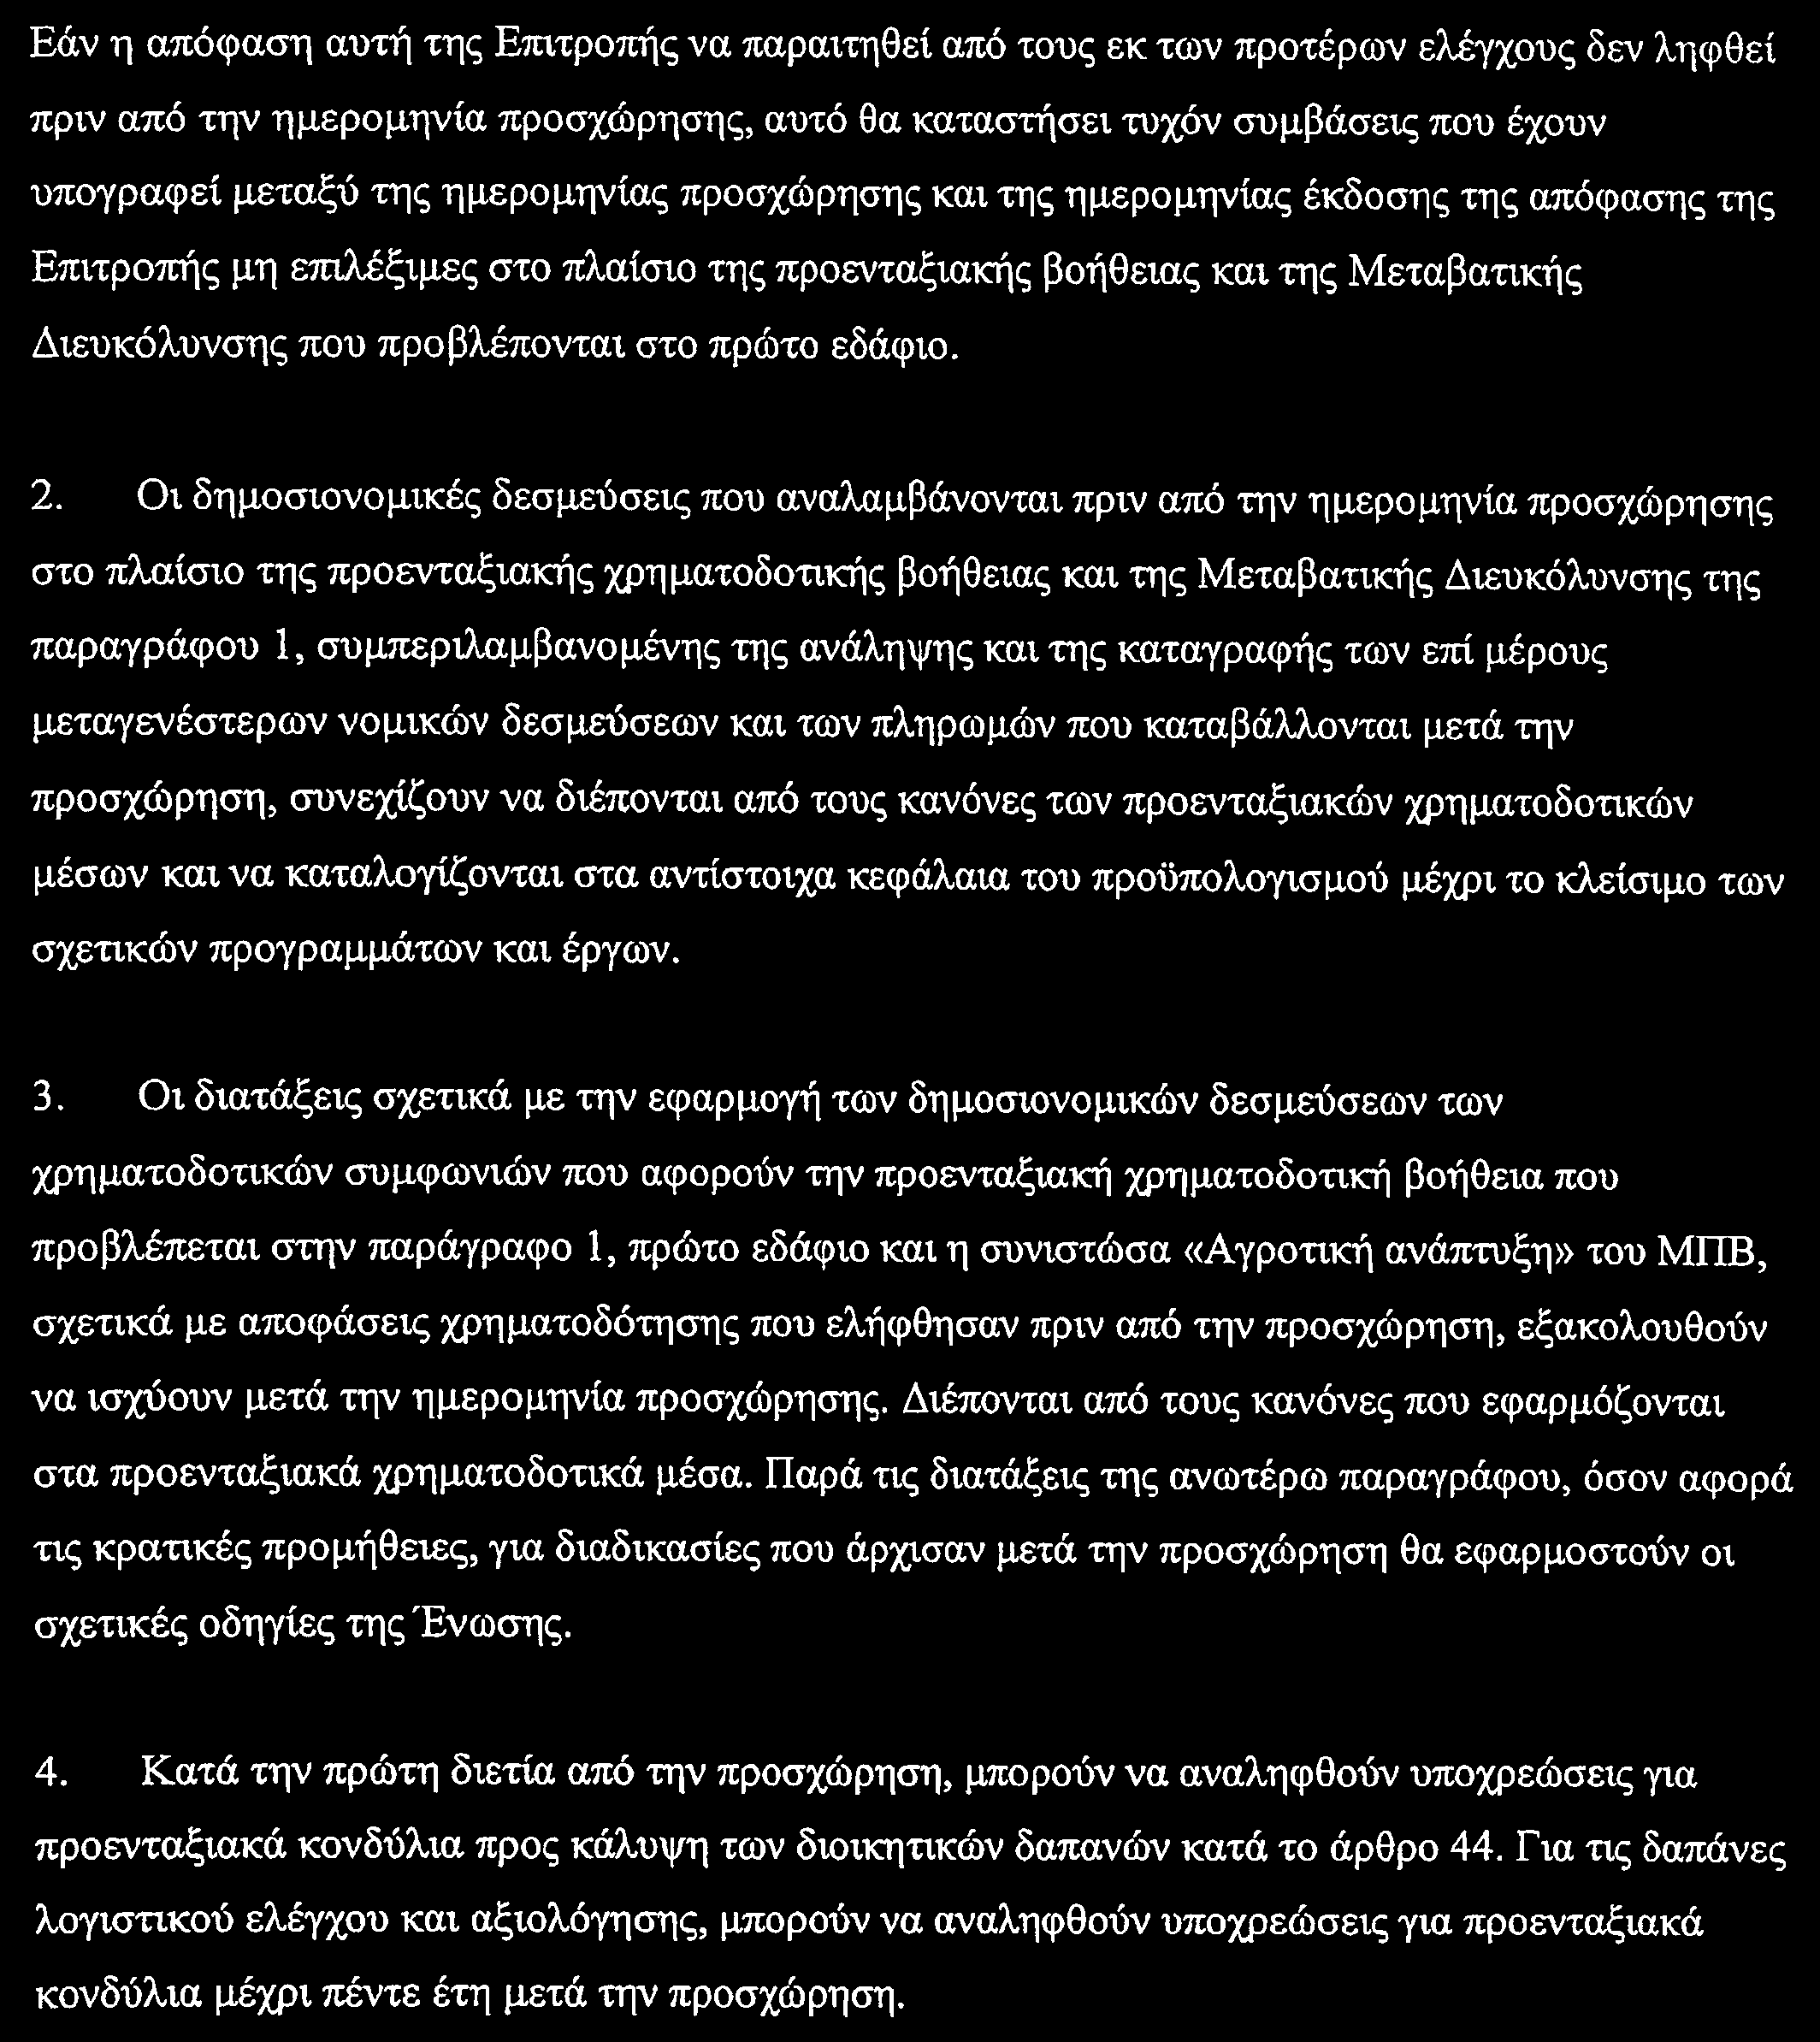 Εάν η απόφαση αυτή της Επιτροπής να παραιτηθεί από τους εκ των προτέρων ελέγχους δεν ληφθεί
πριν από την ημερομηνία προσχώρησης, αυτό θα καταστήσει τυχόν συμβάσεις που έχουν
υπογραφεί μεταξύ της ημερομηνίας προσχώρησης και της ημερομηνίας έκδοσης της απόφασης της
Επιτροπής μη επιλέξιμες στο πλαίσιο της προενταξιακής βοήθειας και της Μεταβατικής
Διευκόλυνσης που προβλέπονται στο πρώτο εδάφιο.
2. Οι δημοσιονομικές δεσμεύσεις που αναλαμβάνονται πριν από την ημερομηνία προσχώρησης
στο πλαίσιο της προενταξιακής χρηματοδοτικής βοήθειας και της Μεταβατικής Διευκόλυνσης της
παραγράφου 1, συμπεριλαμβανομένης της ανάληψης και της καταγραφής των επί μέρους
μεταγενέστερων νομικών δεσμεύσεων και των πληρωμών που καταβάλλονται μετά την
προσχώρηση, συνεχίζουν να διέπονται από τους κανόνες των προενταξιακών χρηματοδοτικών
μέσων και να καταλογίζονται στα αντίστοιχα κεφάλαια του προϋπολογισμού μέχρι το κλείσιμο των
σχετικών προγραμμάτων και έργων.
3. Οι διατάξεις σχετικά με την εφαρμογή των δημοσιονομικών δεσμεύσεων των
χρηματοδοτικών συμφωνιών που αφορούν την προενταξιακή χρηματοδοτική βοήθεια που
προβλέπεται στην παράγραφο 1, πρώτο εδάφιο και η συνιστώσα «Αγροτική ανάπτυξη» του ΜΠΒ,
σχετικά με αποφάσεις χρηματοδότησης που ελήφθησαν πριν από την προσχώρηση, εξακολουθούν
να ισχύουν μετά την ημερομηνία προσχώρησης. Διέπονται από τους κανόνες που εφαρμόζονται
στα προενταξιακά χρηματοδοτικά μέσα. Παρά τις διατάξεις της ανωτέρω παραγράφου, όσον αφορά
τις κρατικές προμήθειες, για διαδικασίες που άρχισαν μετά την προσχώρηση θα εφαρμοστούν οι
σχετικές οδηγίες της Ένωσης.
4. Κατά την πρώτη διετία από την προσχώρηση, μπορούν να αναληφθούν υποχρεώσεις για
προενταξιακά κονδύλια προς κάλυψη των διοικητικών δαπανών κατά το άρθρο 44. Για τις δαπάνες
λογιστικού ελέγχου και αξιολόγησης, μπορούν να αναληφθούν υποχρεώσεις για προενταξιακά
κονδύλια μέχρι πέντε έτη μετά την προσχώρηση.